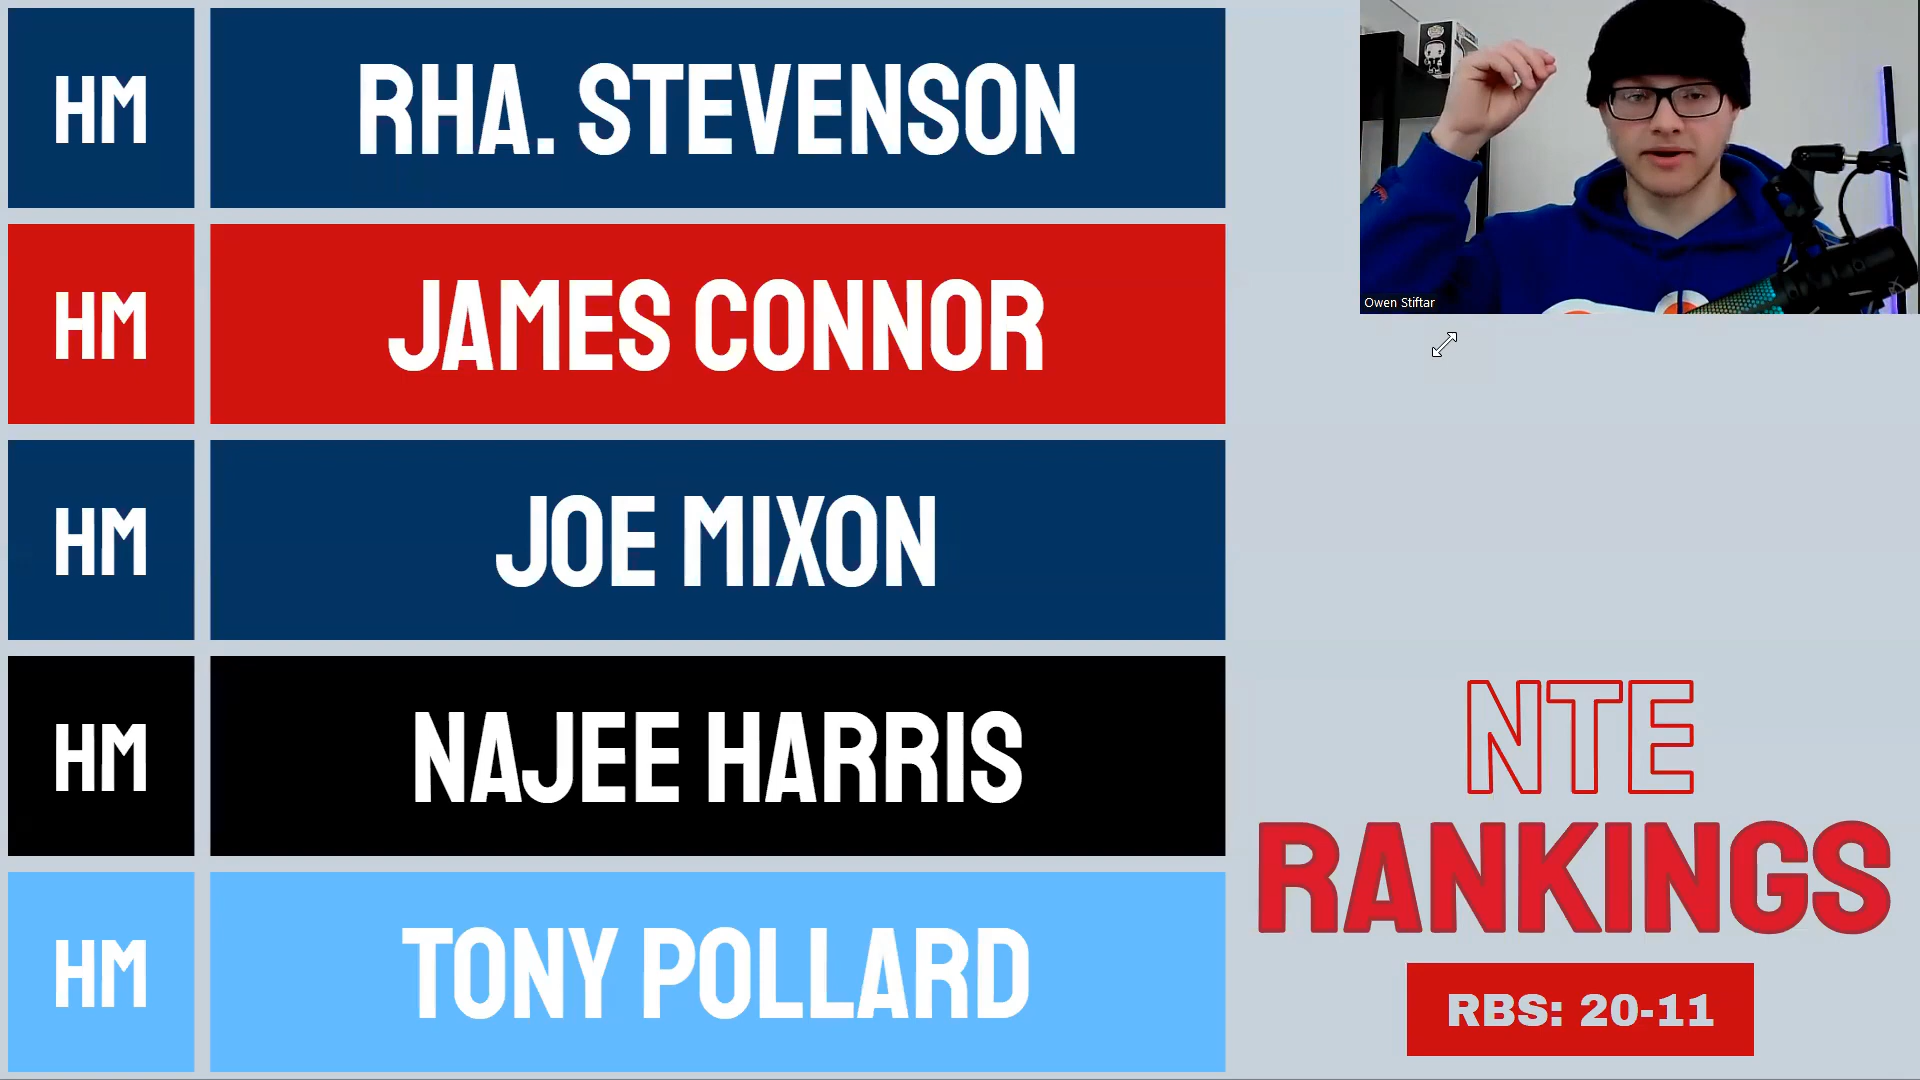 HM RHA. STEVENSON
HM JAMES CONNOR
HM JOE MIXON
HM NAJEE HARRIS
HM TONY POLLARD
Owen Stiftar
NTE
RANKINGS
RBS: 20-11